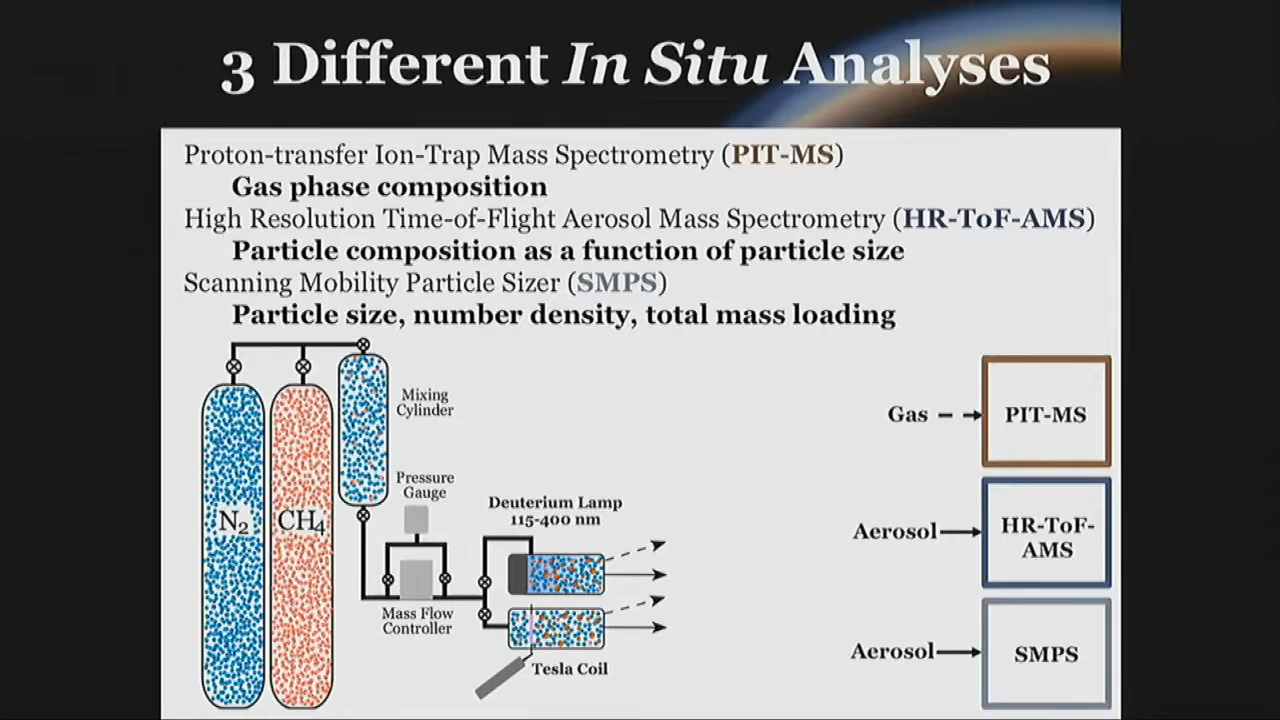 3 Different In Situ Analyses
Proton-transfer Ion-Trap Mass Spectrometry (PIT-MS)
Gas phase composition
High Resolution Time-of-Flight Aerosol Mass Spectrometry (HR-ToF-AMS)
Particle composition as a function of particle size
Scanning Mobility Particle Sizer (SMPS)
Particle size, number density, total mass loading
Mixing
Cylinder
Pressure
Gauge
N₂
CH₄
Deuterium Lamp
115-400 nm
Mass Flow
Controller
Tesla Coil
Gas
PIT-MS
Aerosol
HR-ToF-
AMS
Aerosol
SMPS